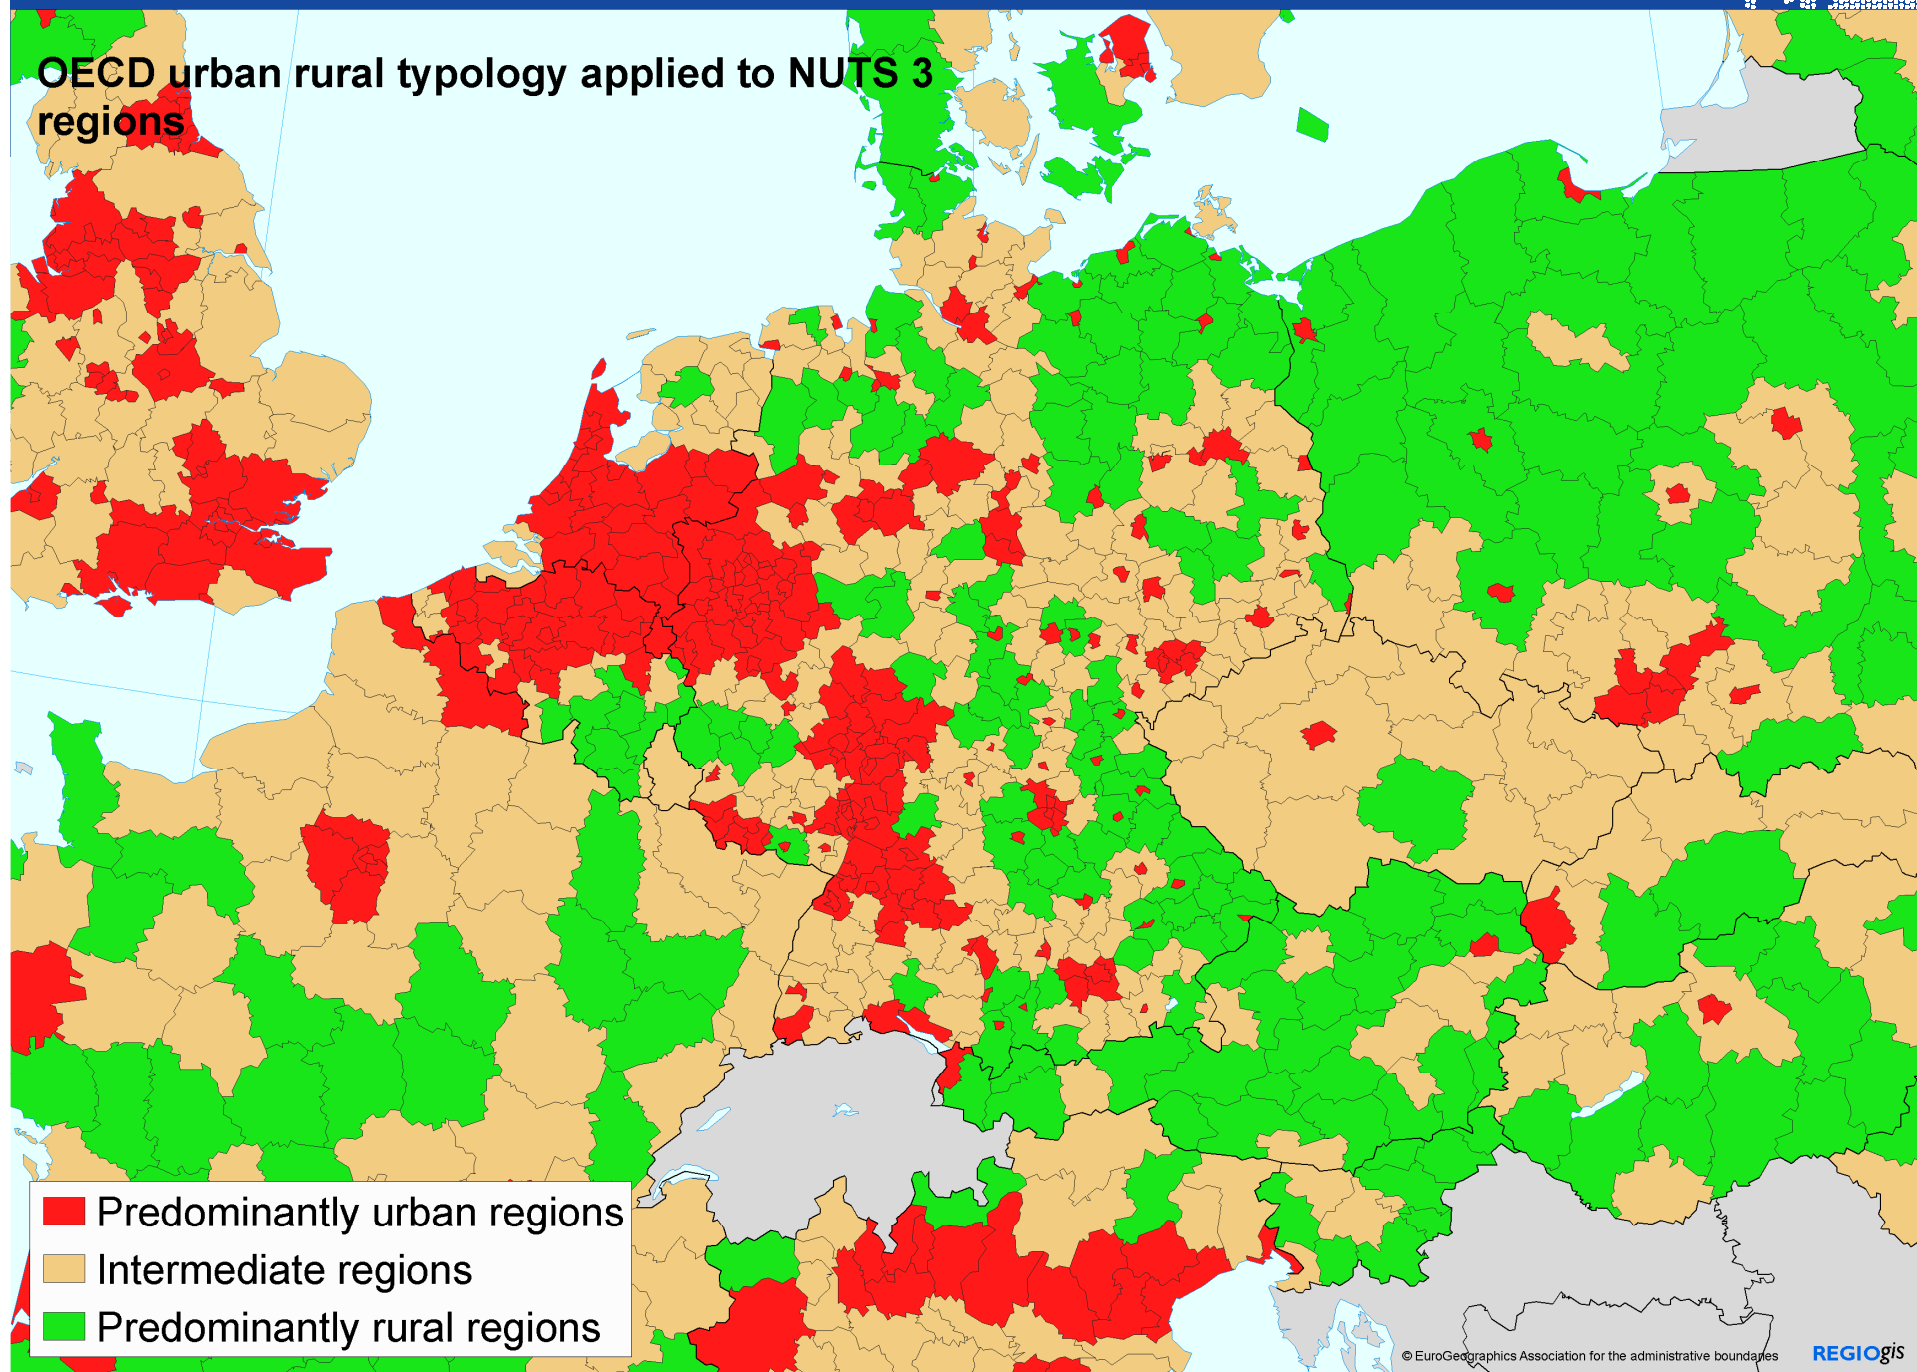 OECD urban rural typology applied to NUTS 3
regions
Predominantly urban regions
Intermediate regions
Predominantly rural regions
© EuroGeographics Association for the administrative boundaries
REGIOgis